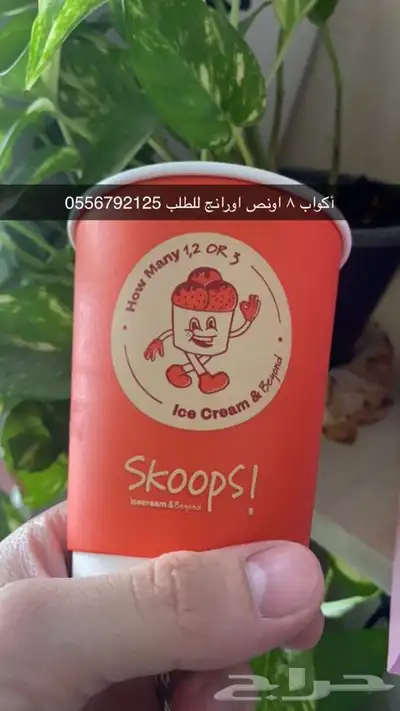 أكواب ٨ اونص اورانج للطلب 0556792125
How Many 1,2 OR 3
Ice Cream & Beyond
Skoops!
icecream & Beyond
حراج